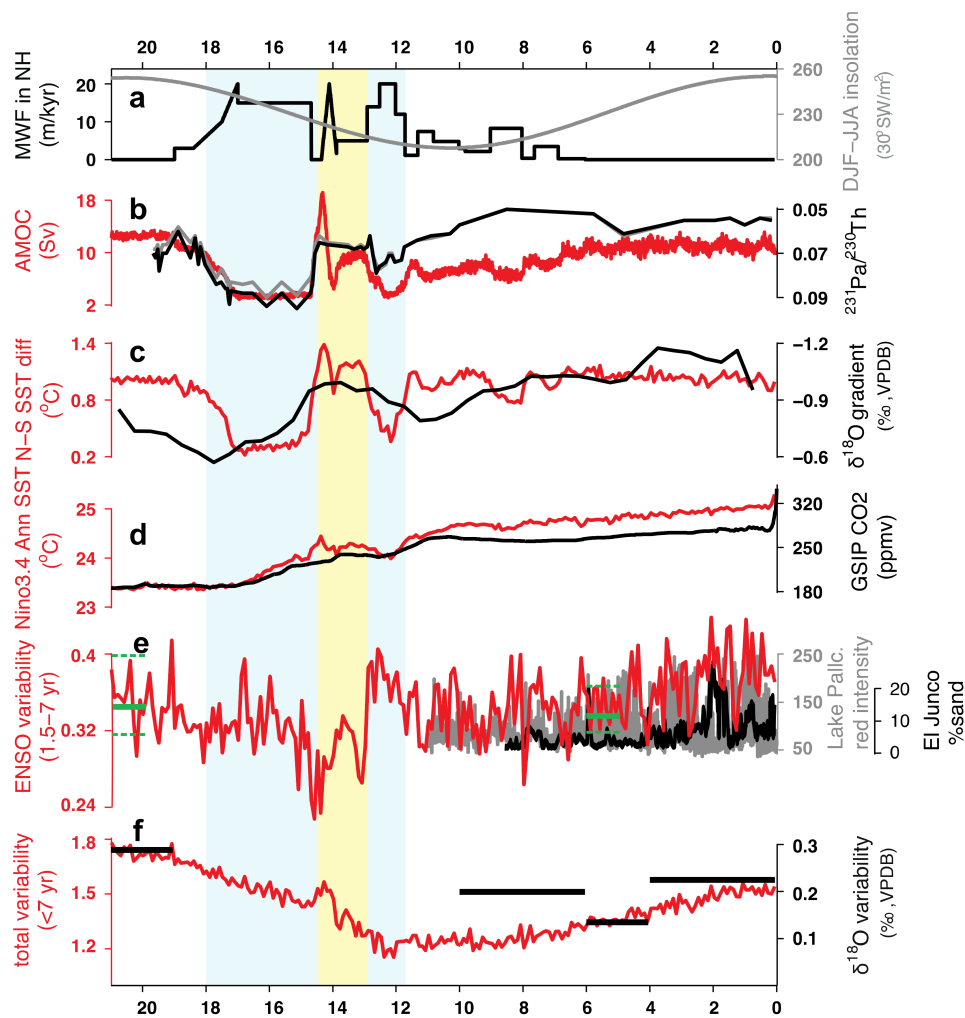 20 18 16 14 12 10 8 6 4 2 0
a
MWF in NH
(m/kyr)
20
10
0
260
230
200
DJF−JJA insolation
(30° SW/m²)
b
AMOC
(Sv)
18
10
2
0.05
0.07
0.09
²³¹Pa/²³⁰Th
c
N−S SST diff
(°C)
1.4
0.8
0.2
−1.2
−0.9
−0.6
δ¹⁸O gradient
(‰, VPDB)
d
Nino3.4 Ann SST
(°C)
25
24
23
320
250
180
GSIP CO2
(ppmv)
e
ENSO variability
(1.5−7 yr)
0.4
0.32
0.24
250
150
50
Lake Pallc.
red intensity
20
10
0
El Junco
%sand
f
total variability
(<7 yr)
1.8
1.5
1.2
0.3
0.2
0.1
δ¹⁸O variability
(‰, VPDB)
20 18 16 14 12 10 8 6 4 2 0